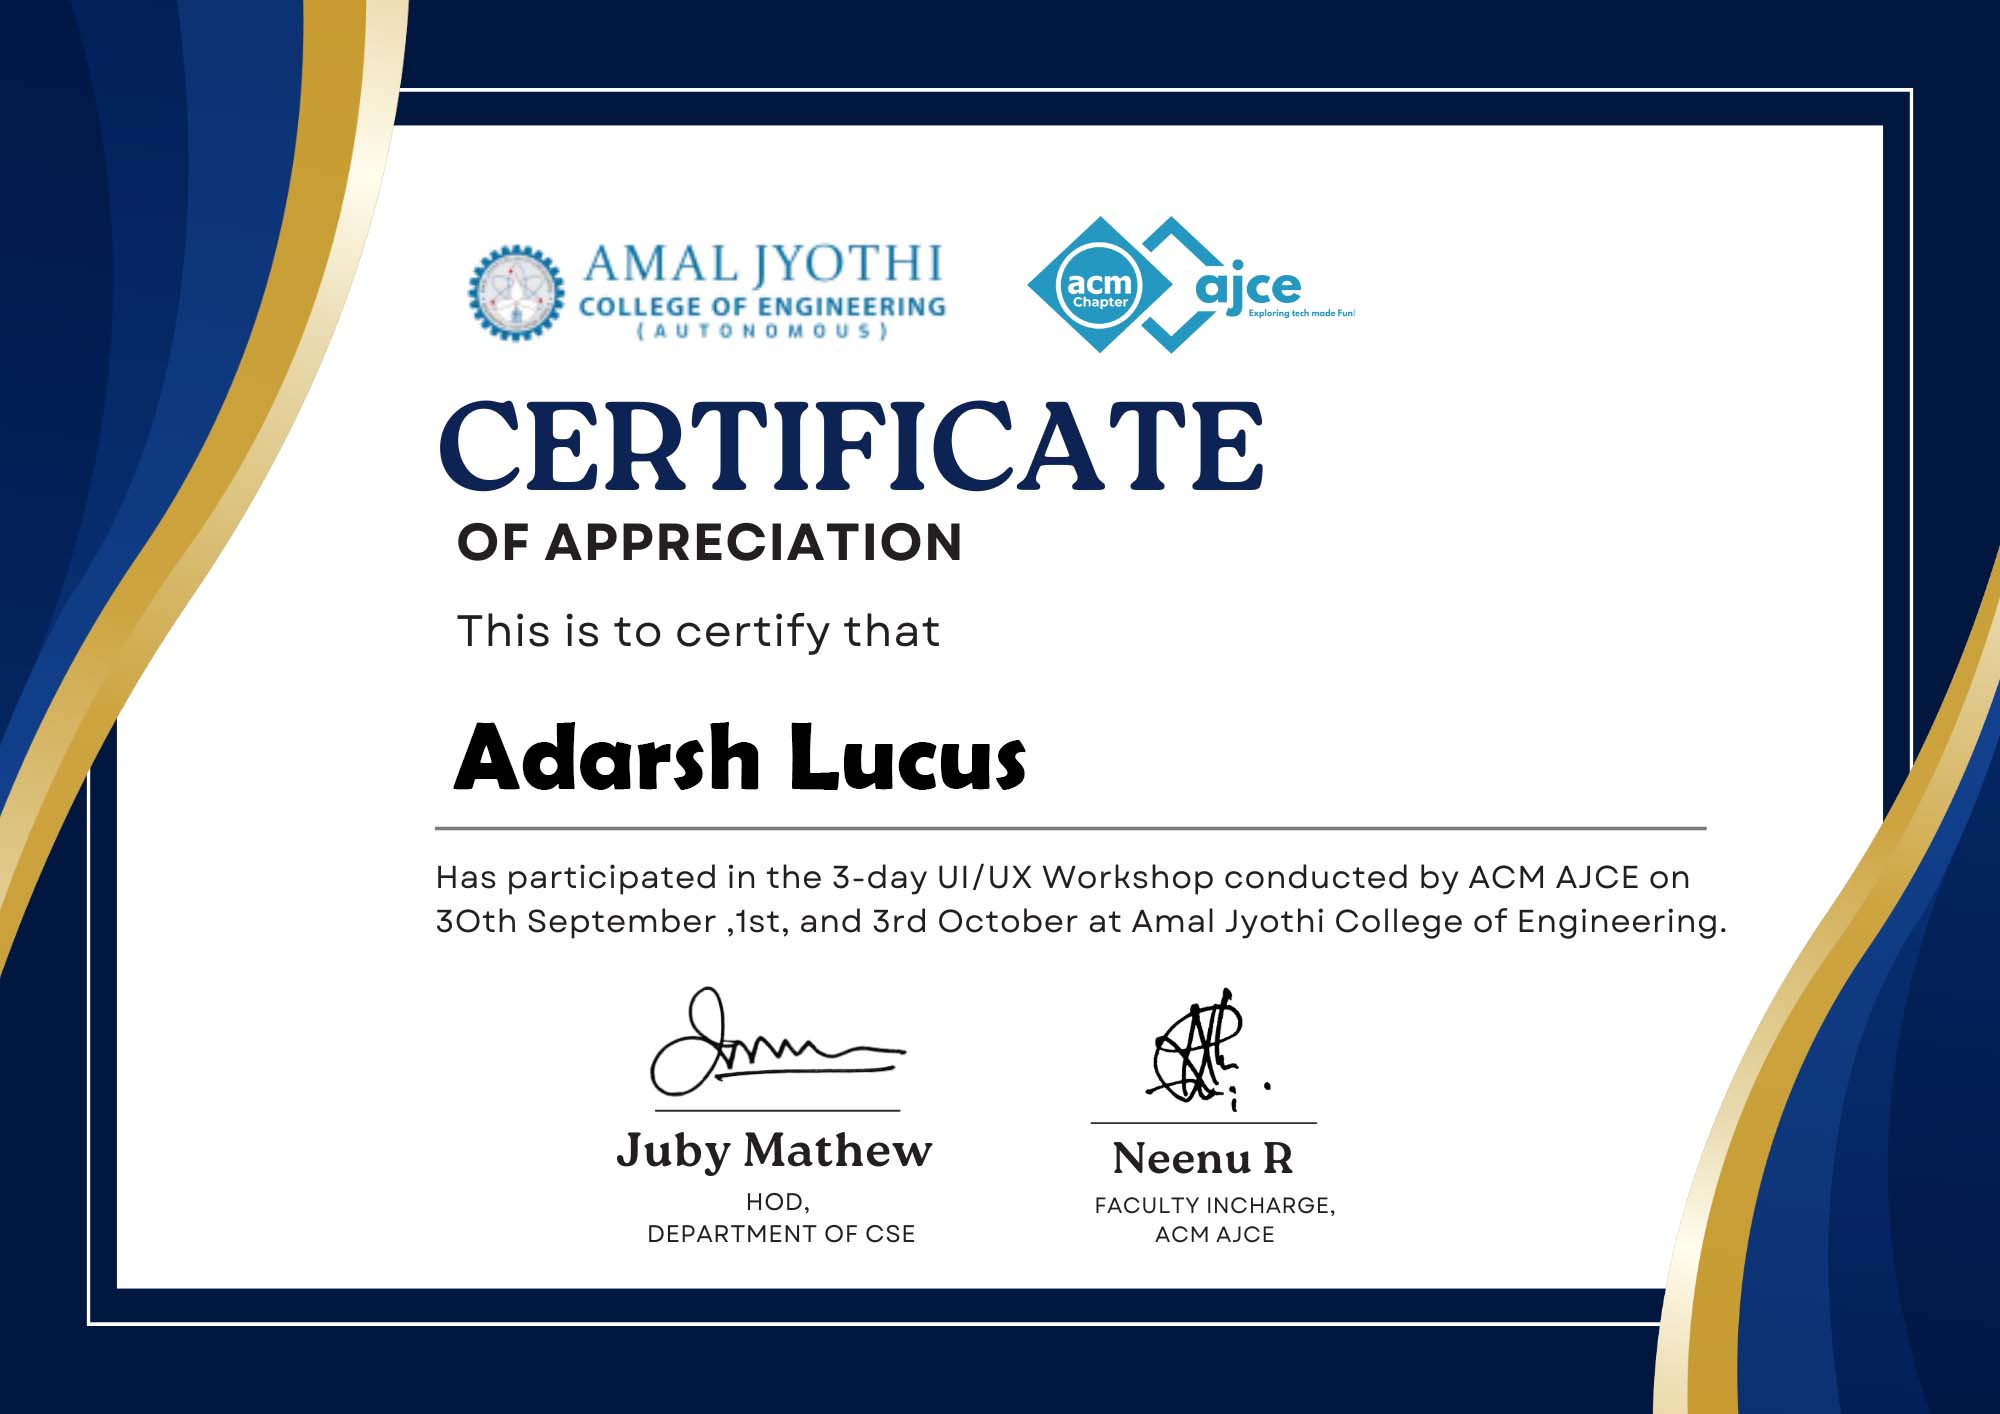 AMAL JYOTHI
COLLEGE OF ENGINEERING
(AUTONOMOUS)
acm
Chapter
ajce
Exploring tech made Fun!
CERTIFICATE
OF APPRECIATION
This is to certify that
Adarsh Lucus
Has participated in the 3-day UI/UX Workshop conducted by ACM AJCE on
30th September ,1st, and 3rd October at Amal Jyothi College of Engineering.
Juby Mathew
HOD,
DEPARTMENT OF CSE
Neenu R
FACULTY INCHARGE,
ACM AJCE